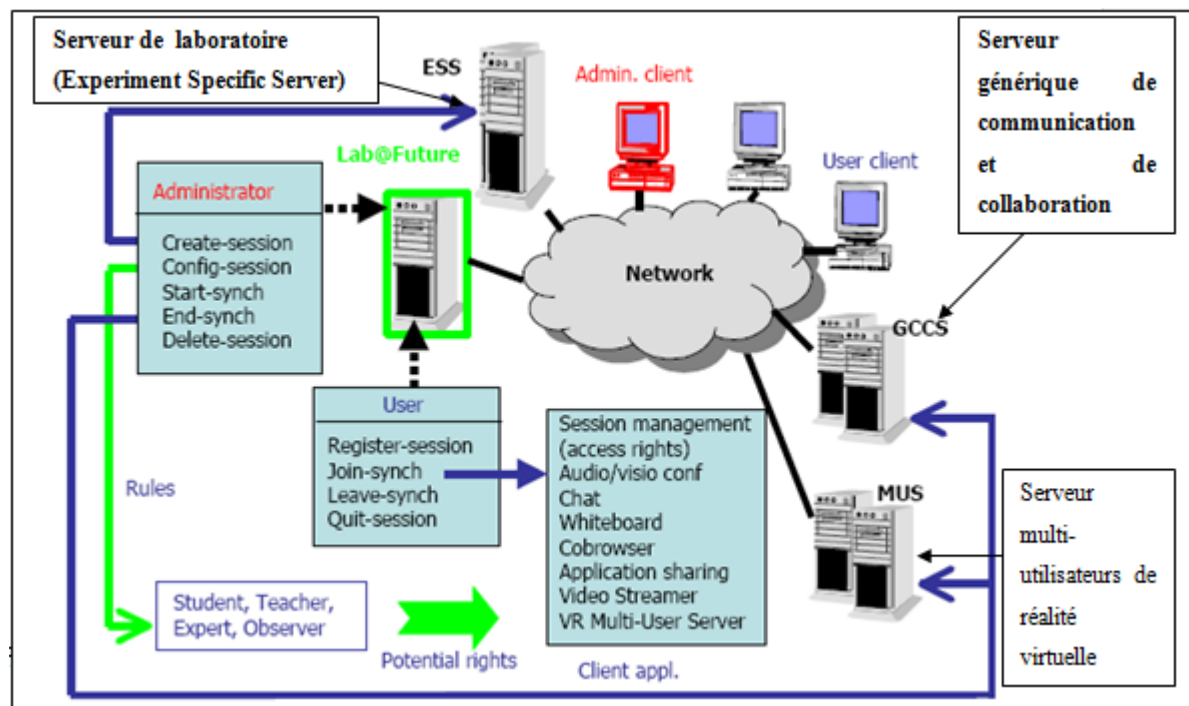 Serveur de laboratoire
(Experiment Specific Server)
ESS
Admin. client
Serveur
générique de
communication
et de
collaboration
Lab@Future
User client
Administrator
Create-session
Config-session
Start-synch
End-synch
Delete-session
Network
GCCS
User
Register-session
Join-synch
Leave-synch
Quit-session
Session management
(access rights)
Audio/visio conf
Chat
Whiteboard
Cobrowser
Application sharing
Video Streamer
VR Multi-User Server
Rules
MUS
Serveur
multi-
utilisateurs de
réalité
virtuelle
Student, Teacher,
Expert, Observer
Potential rights
Client appl.
: